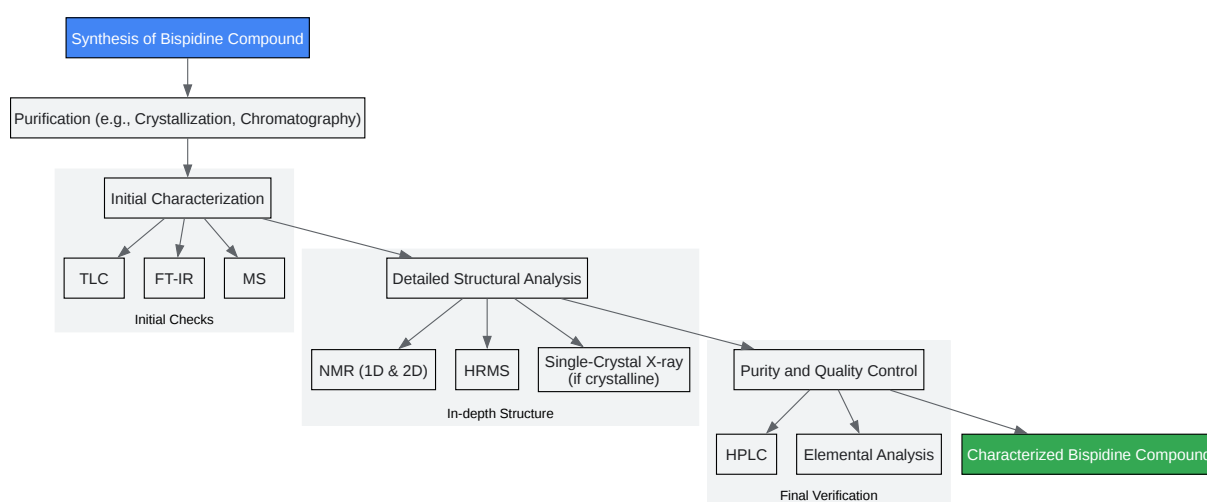 Synthesis of Bispidine Compound
Purification (e.g., Crystallization, Chromatography)
Initial Characterization
TLC
FT-IR
MS
Initial Checks
Detailed Structural Analysis
NMR (1D & 2D)
HRMS
Single-Crystal X-ray
(if crystalline)
In-depth Structure
Purity and Quality Control
HPLC
Elemental Analysis
Final Verification
Characterized Bispidine Compound